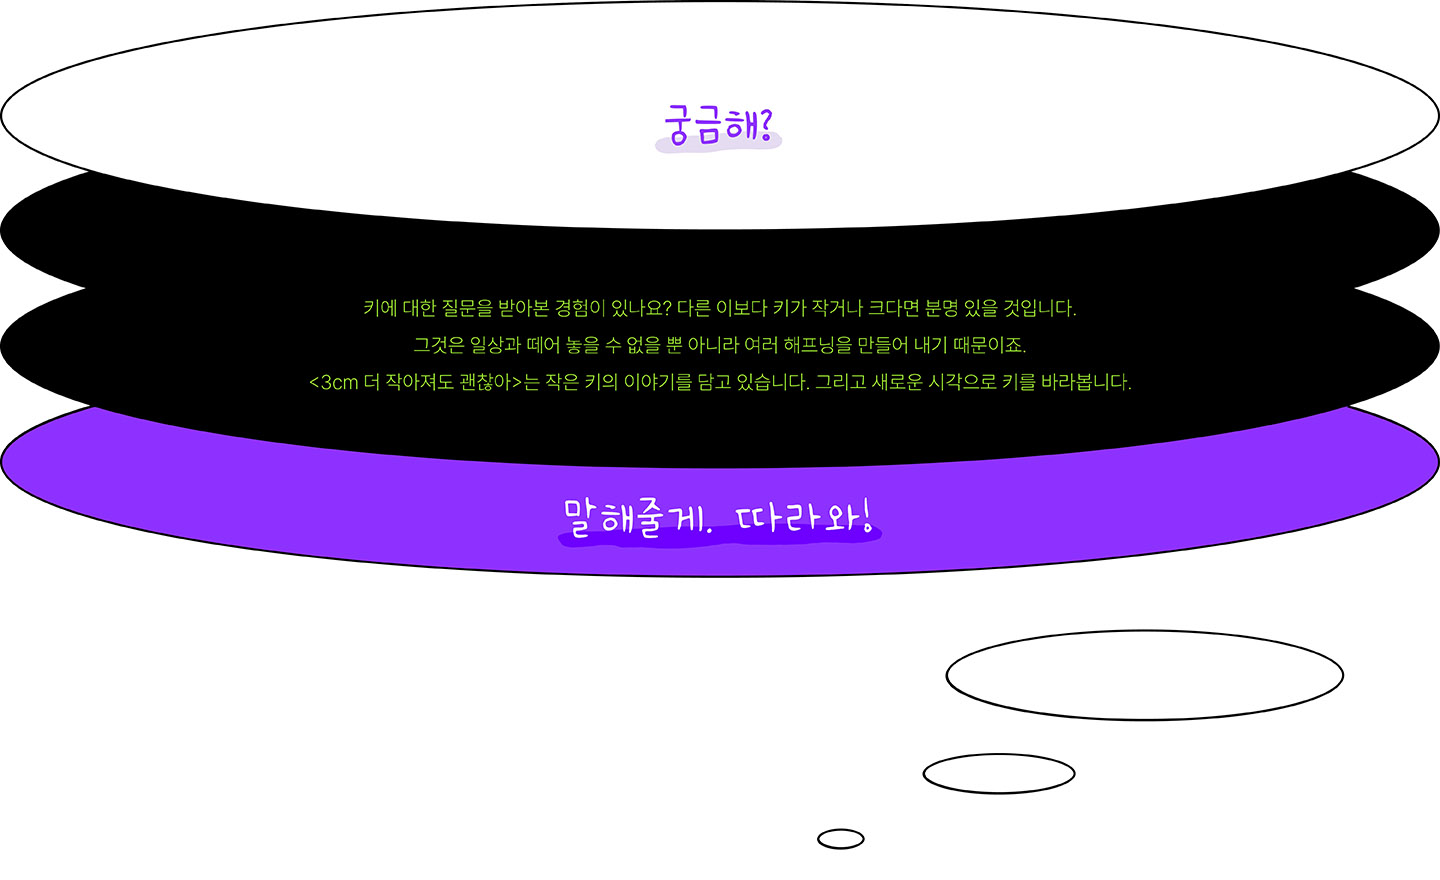 궁금해?
키에 대한 질문을 받아본 경험이 있나요? 다른 이보다 키가 작거나 크다면 분명 있을 것입니다.
그것은 일상과 떼어 놓을 수 없을 뿐 아니라 여러 해프닝을 만들어 내기 때문이죠.
<3cm 더 작아져도 괜찮아>는 작은 키의 이야기를 담고 있습니다. 그리고 새로운 시각으로 키를 바라봅니다.
말해줄게. 따라와!